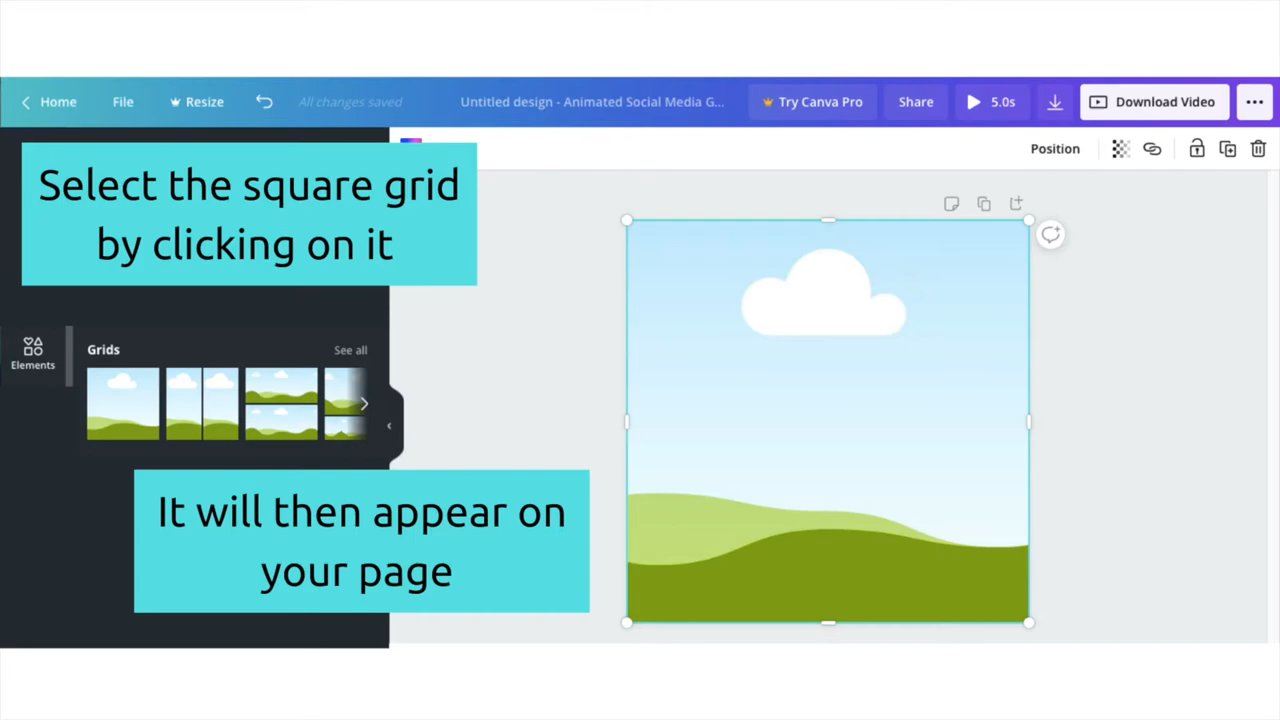 Home File Resize All changes saved Untitled design - Animated Social Media G... Try Canva Pro Share 5.0s Download Video
Position
Select the square grid
by clicking on it
Elements
Grids See all
It will then appear on
your page